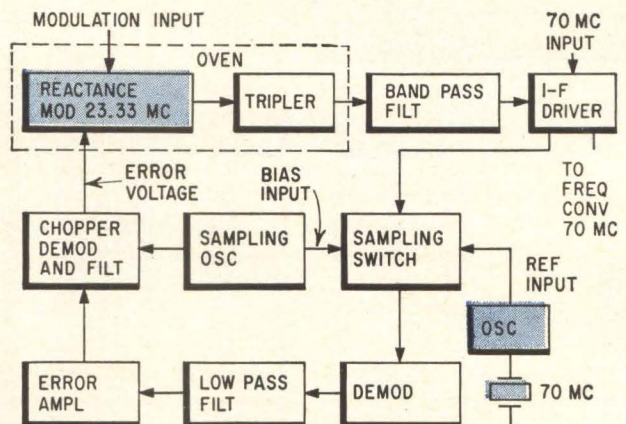 MODULATION INPUT
70 MC
INPUT
OVEN
REACTANCE
MOD 23.33 MC
TRIPLER
BAND PASS
FILT
I-F
DRIVER
ERROR
VOLTAGE
BIAS
INPUT
TO
FREQ
CONV
70 MC
CHOPPER
DEMOD
AND FILT
SAMPLING
OSC
SAMPLING
SWITCH
REF
INPUT
OSC
ERROR
AMPL
LOW PASS
FILT
DEMOD
70 MC